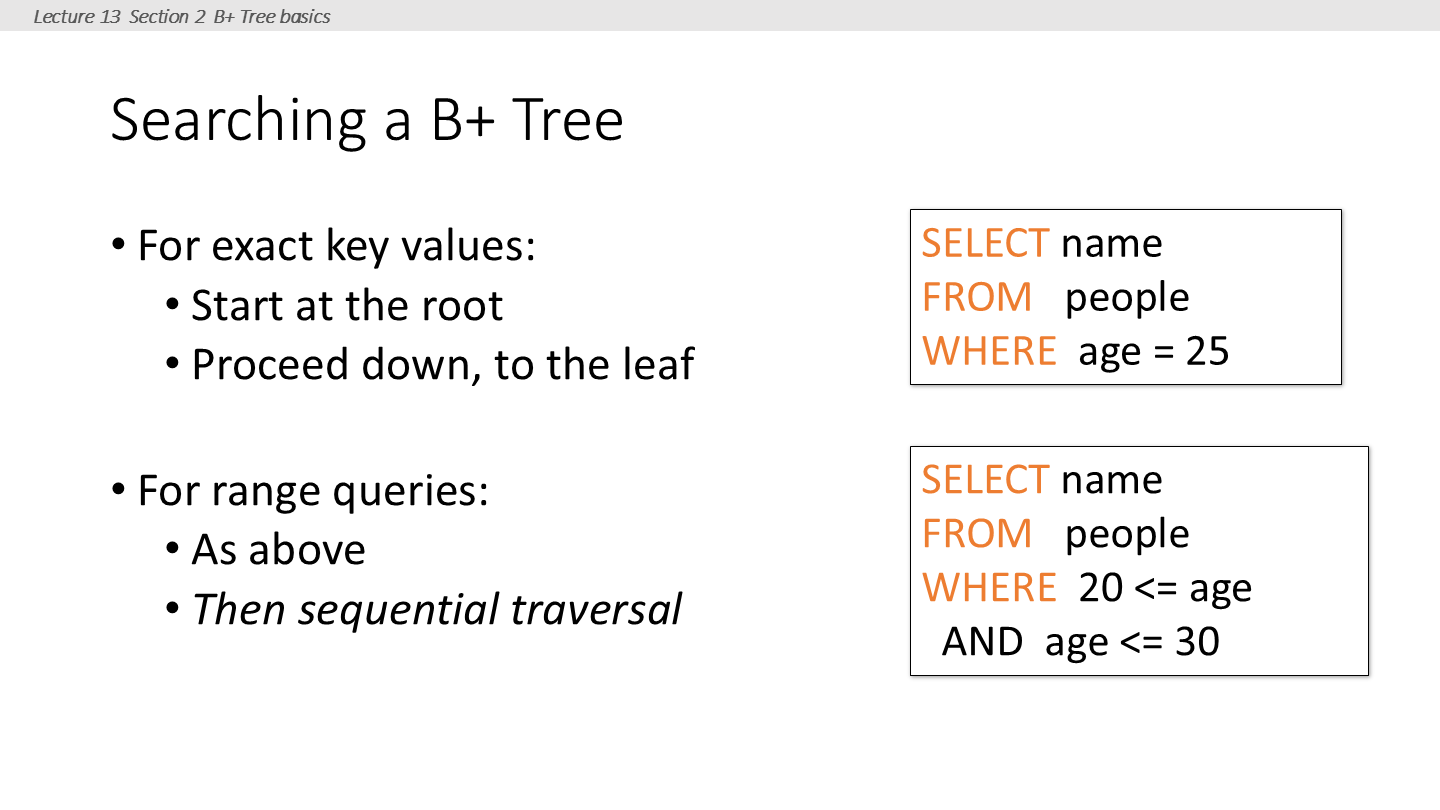 Lecture 13 Section 2 B+ Tree basics
Searching a B+ Tree
• For exact key values:
• Start at the root
• Proceed down, to the leaf
• For range queries:
• As above
• Then sequential traversal
SELECT name
FROM people
WHERE age = 25
SELECT name
FROM people
WHERE 20 <= age
AND age <= 30